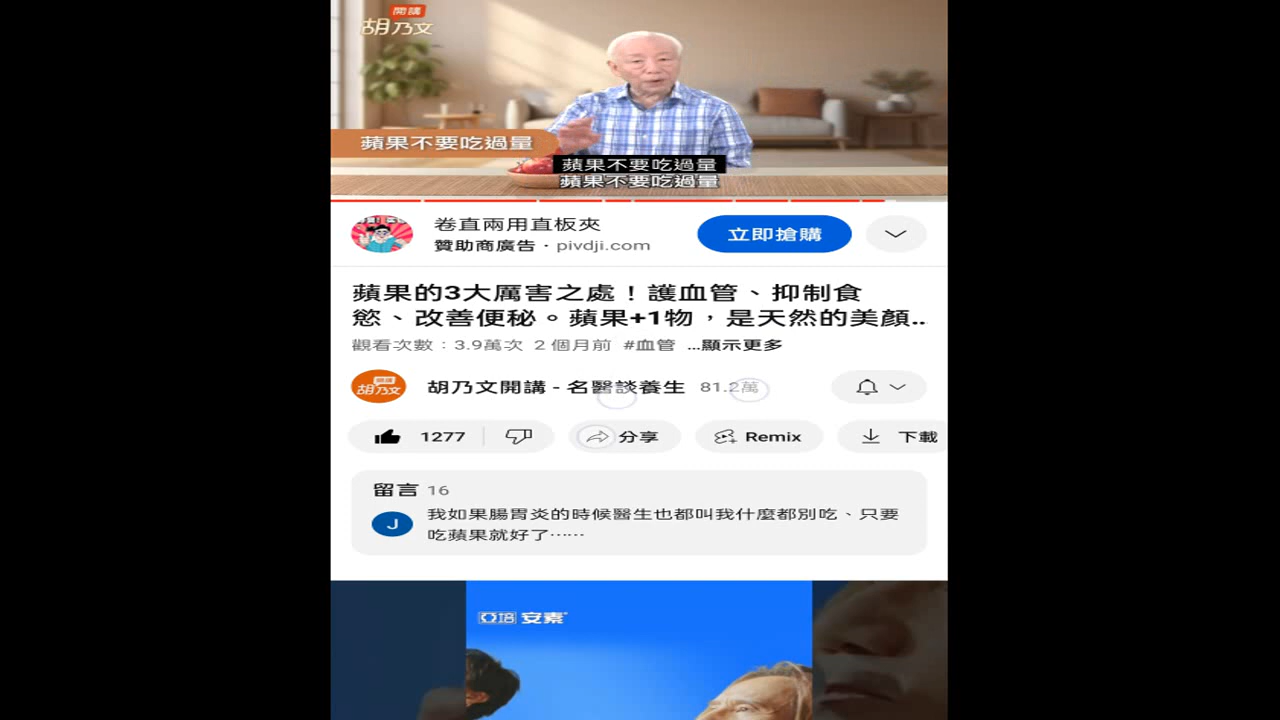 開講
胡乃文
蘋果不要吃過量
蘋果不要吃過量
蘋果不要吃過量
卷直兩用直板夾
贊助商廣告・pivdji.com
立即搶購
蘋果的3大厲害之處！護血管、抑制食
慾、改善便秘。蘋果+1物，是天然的美顏..
觀看次數：3.9萬次 2 個月前 #血管 ...顯示更多
開講
胡乃文
胡乃文開講 - 名醫談養生 81.2萬
1277 分享 Remix 下載
留言 16
J
我如果腸胃炎的時候醫生也都叫我什麼都別吃、只要
吃蘋果就好了⋯⋯
亞培 安素